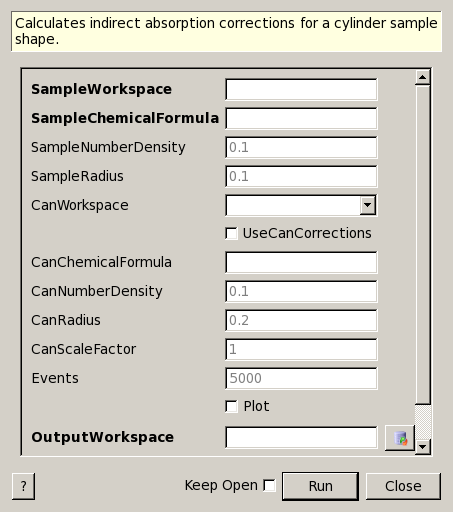 Calculates indirect absorption corrections for a cylinder sample
shape.
SampleWorkspace
SampleChemicalFormula
SampleNumberDensity 0.1
SampleRadius 0.1
CanWorkspace
UseCanCorrections
CanChemicalFormula
CanNumberDensity 0.1
CanRadius 0.2
CanScaleFactor 1
Events 5000
Plot
OutputWorkspace
? Keep Open Run Close